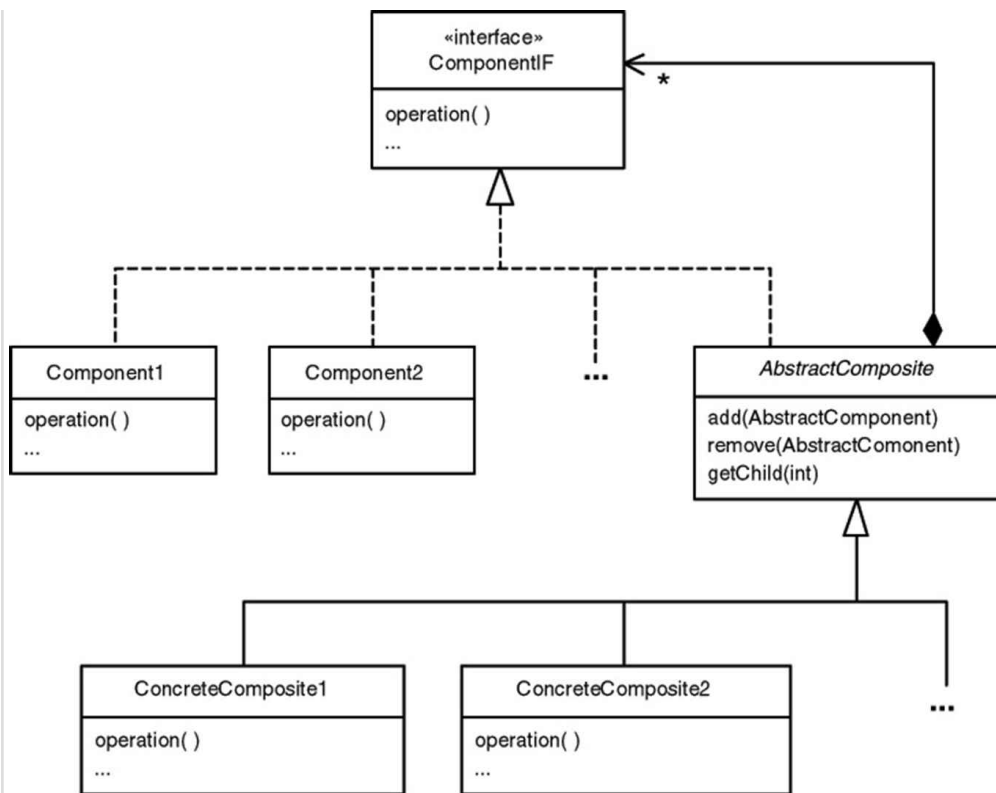 «interface»
ComponentIF
*
operation( )
...
Component1
operation( )
...
Component2
operation( )
...
...
AbstractComposite
add(AbstractComponent)
remove(AbstractComonent)
getChild(int)
ConcreteComposite1
operation( )
...
ConcreteComposite2
operation( )
...
...